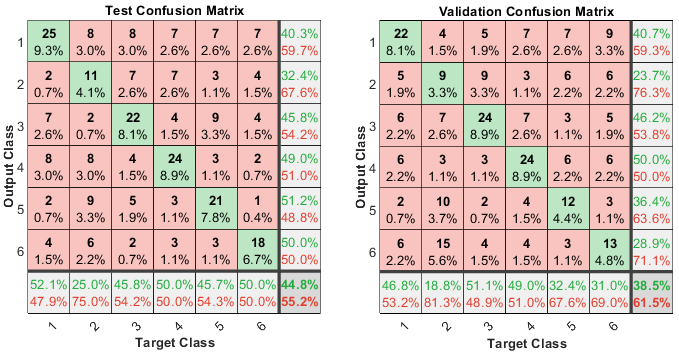 Test Confusion Matrix
1 25 8 8 7 7 7 40.3%
9.3% 3.0% 3.0% 2.6% 2.6% 2.6% 59.7%
2 2 11 7 7 3 4 32.4%
0.7% 4.1% 2.6% 2.6% 1.1% 1.5% 67.6%
3 7 2 22 4 9 4 45.8%
2.6% 0.7% 8.1% 1.5% 3.3% 1.5% 54.2%
4 8 8 4 24 3 2 49.0%
3.0% 3.0% 1.5% 8.9% 1.1% 0.7% 51.0%
5 2 9 5 3 21 1 51.2%
0.7% 3.3% 1.9% 1.1% 7.8% 0.4% 48.8%
6 4 6 2 3 3 18 50.0%
1.5% 2.2% 0.7% 1.1% 1.1% 6.7% 50.0%
52.1% 25.0% 45.8% 50.0% 45.7% 50.0% 44.8%
47.9% 75.0% 54.2% 50.0% 54.3% 50.0% 55.2%
1 2 3 4 5 6
Target Class
Output Class
Validation Confusion Matrix
1 22 4 5 7 7 9 40.7%
8.1% 1.5% 1.9% 2.6% 2.6% 3.3% 59.3%
2 5 9 9 3 6 6 23.7%
1.9% 3.3% 3.3% 1.1% 2.2% 2.2% 76.3%
3 6 7 24 7 3 5 46.2%
2.2% 2.6% 8.9% 2.6% 1.1% 1.9% 53.8%
4 6 3 3 24 6 6 50.0%
2.2% 1.1% 1.1% 8.9% 2.2% 2.2% 50.0%
5 2 10 2 4 12 3 36.4%
0.7% 3.7% 0.7% 1.5% 4.4% 1.1% 63.6%
6 6 15 4 4 3 13 28.9%
2.2% 5.6% 1.5% 1.5% 1.1% 4.8% 71.1%
46.8% 18.8% 51.1% 49.0% 32.4% 31.0% 38.5%
53.2% 81.3% 48.9% 51.0% 67.6% 69.0% 61.5%
1 2 3 4 5 6
Target Class
Output Class